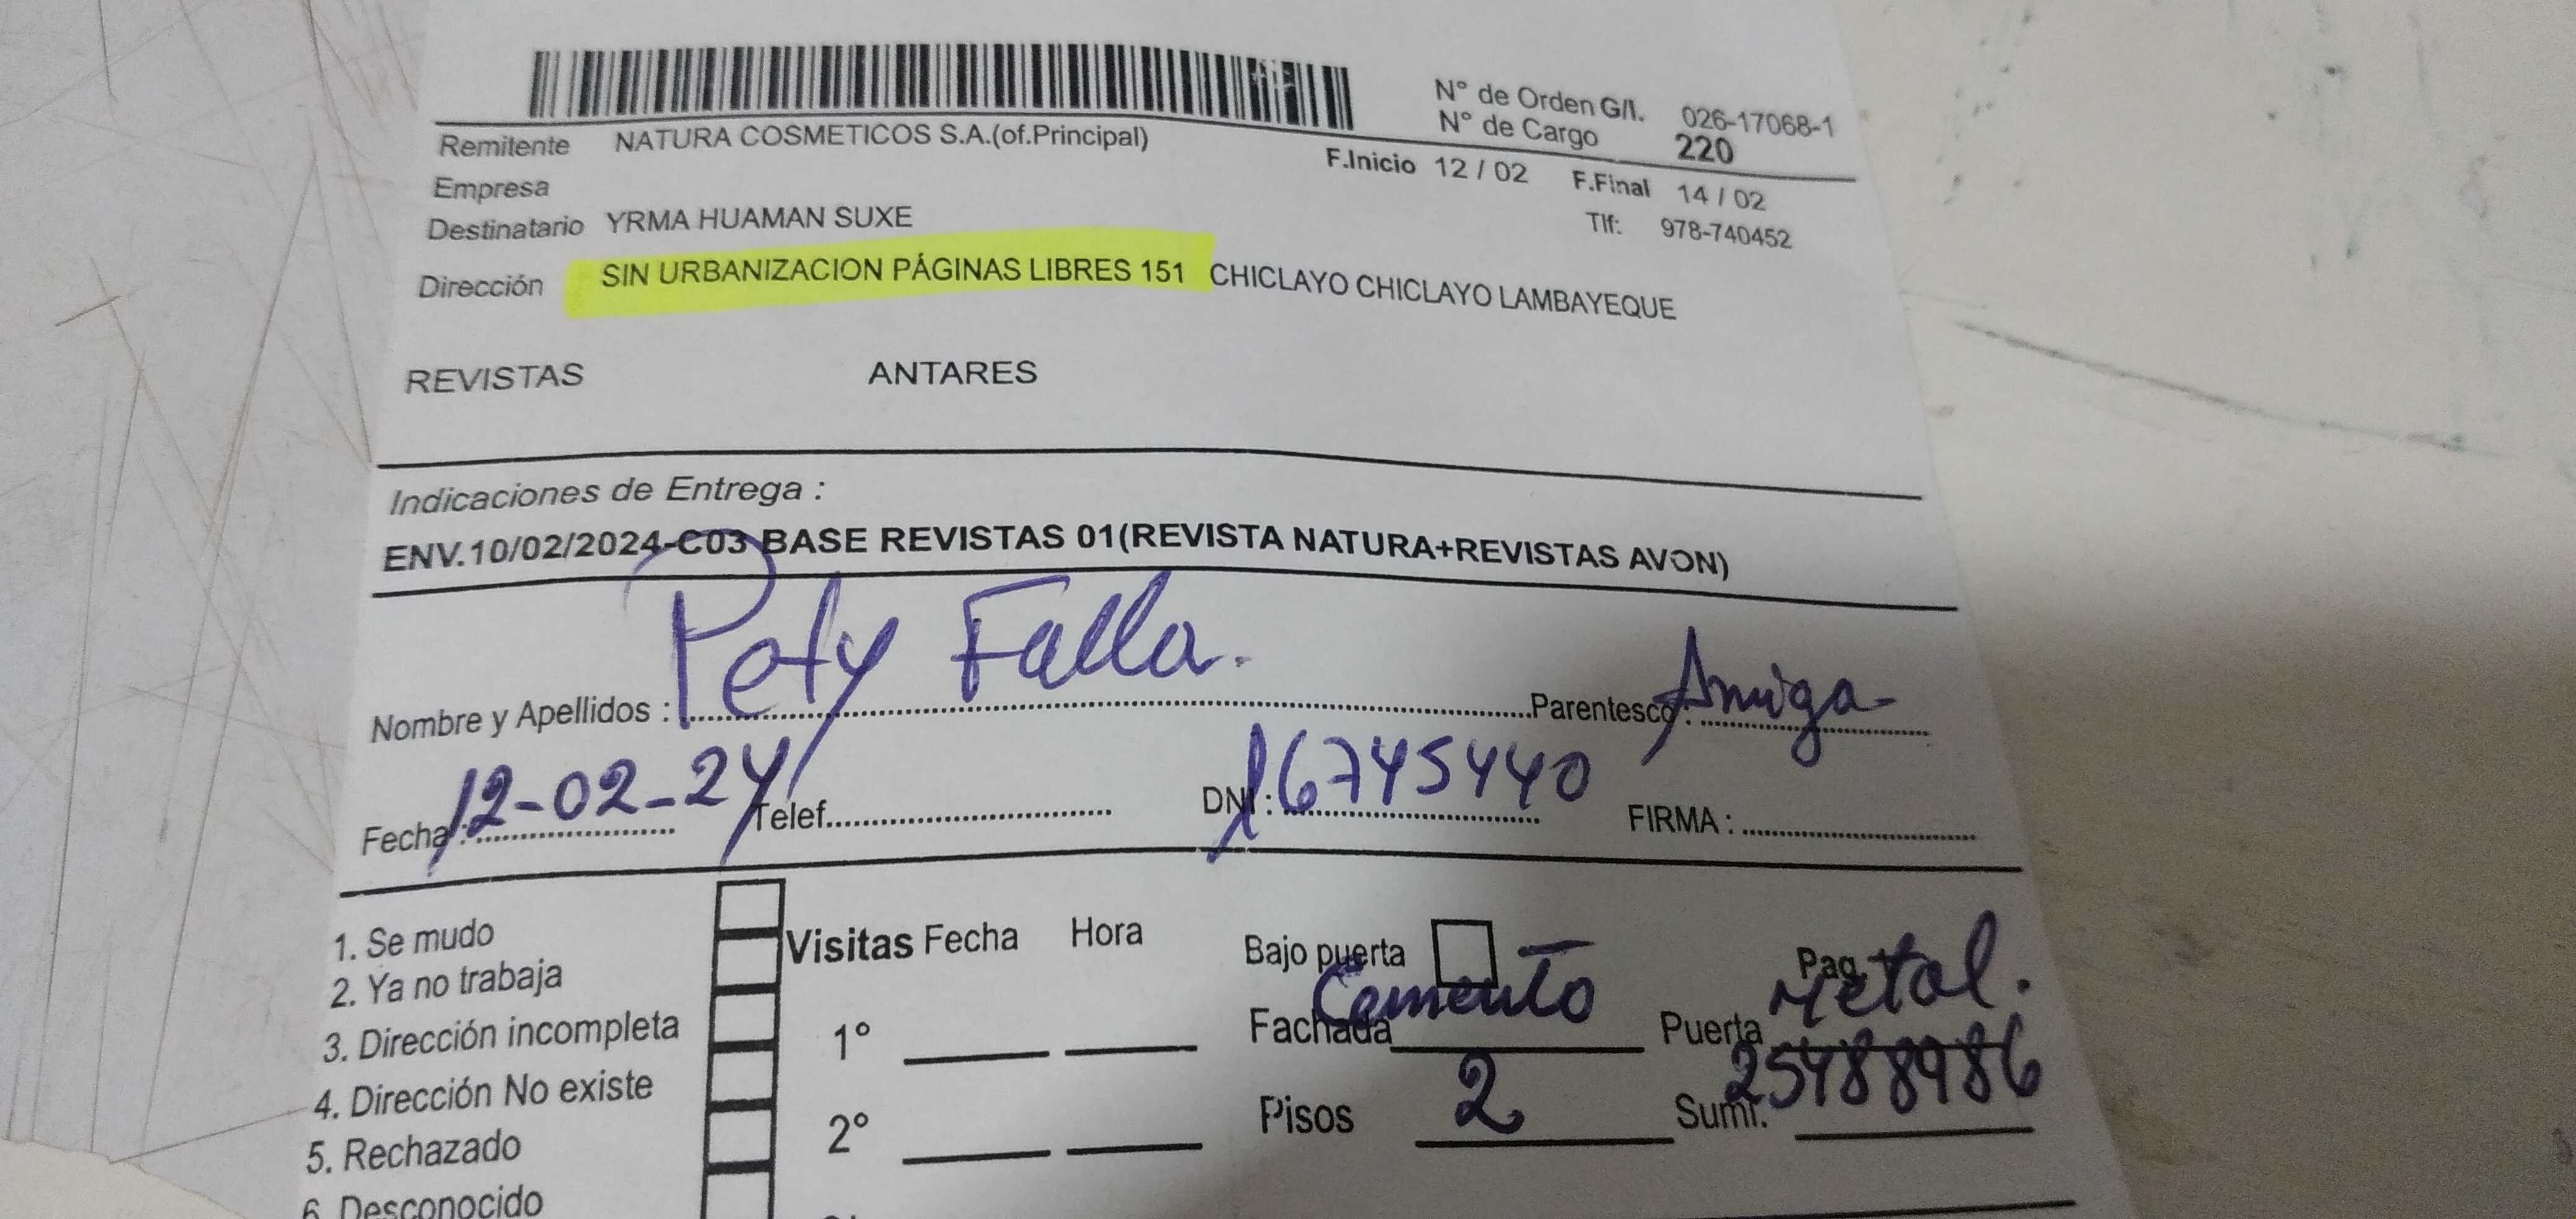 N° de Orden G/I. 026-17068-1
N° de Cargo 220
Remitente NATURA COSMETICOS S.A.(of.Principal)
F.Inicio 12 / 02 F.Final 14 / 02
Empresa
Destinatario YRMA HUAMAN SUXE
Tlf: 978-740452
Dirección SIN URBANIZACION PÁGINAS LIBRES 151 CHICLAYO CHICLAYO LAMBAYEQUE
REVISTAS ANTARES
Indicaciones de Entrega :
ENV.10/02/2024-C03 BASE REVISTAS 01(REVISTA NATURA+REVISTAS AVON)
Nombre y Apellidos : Pety Falla. Parentesco : Amiga
Fecha : 12-02-24 Telef. DNI : 16745440 FIRMA :
1. Se mudo
2. Ya no trabaja
3. Dirección incompleta
4. Dirección No existe
5. Rechazado
6. Desconocido
Visitas Fecha Hora
1°
2°
Bajo puerta Pag.
Fachada Cemento Puerta Metal.
Pisos 2 Sumi. 25488986